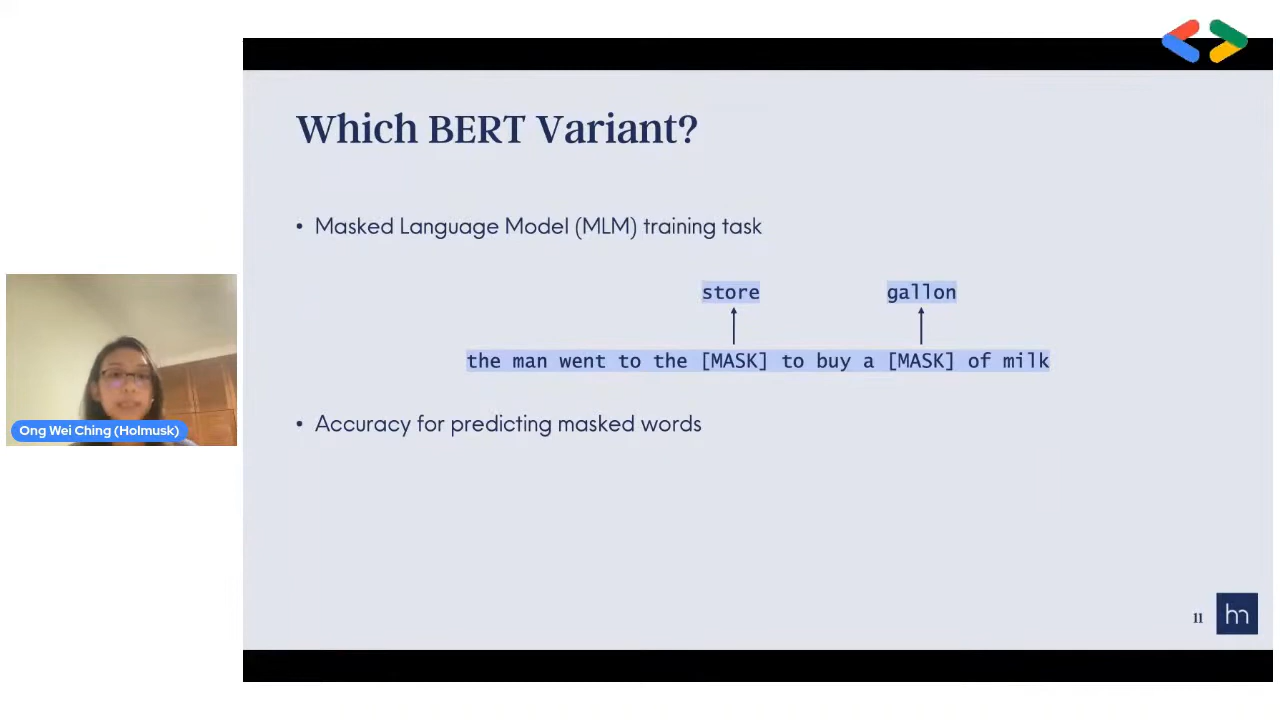 Which BERT Variant?
• Masked Language Model (MLM) training task
store gallon
the man went to the [MASK] to buy a [MASK] of milk
• Accuracy for predicting masked words
Ong Wei Ching (Holmusk)
11
hm